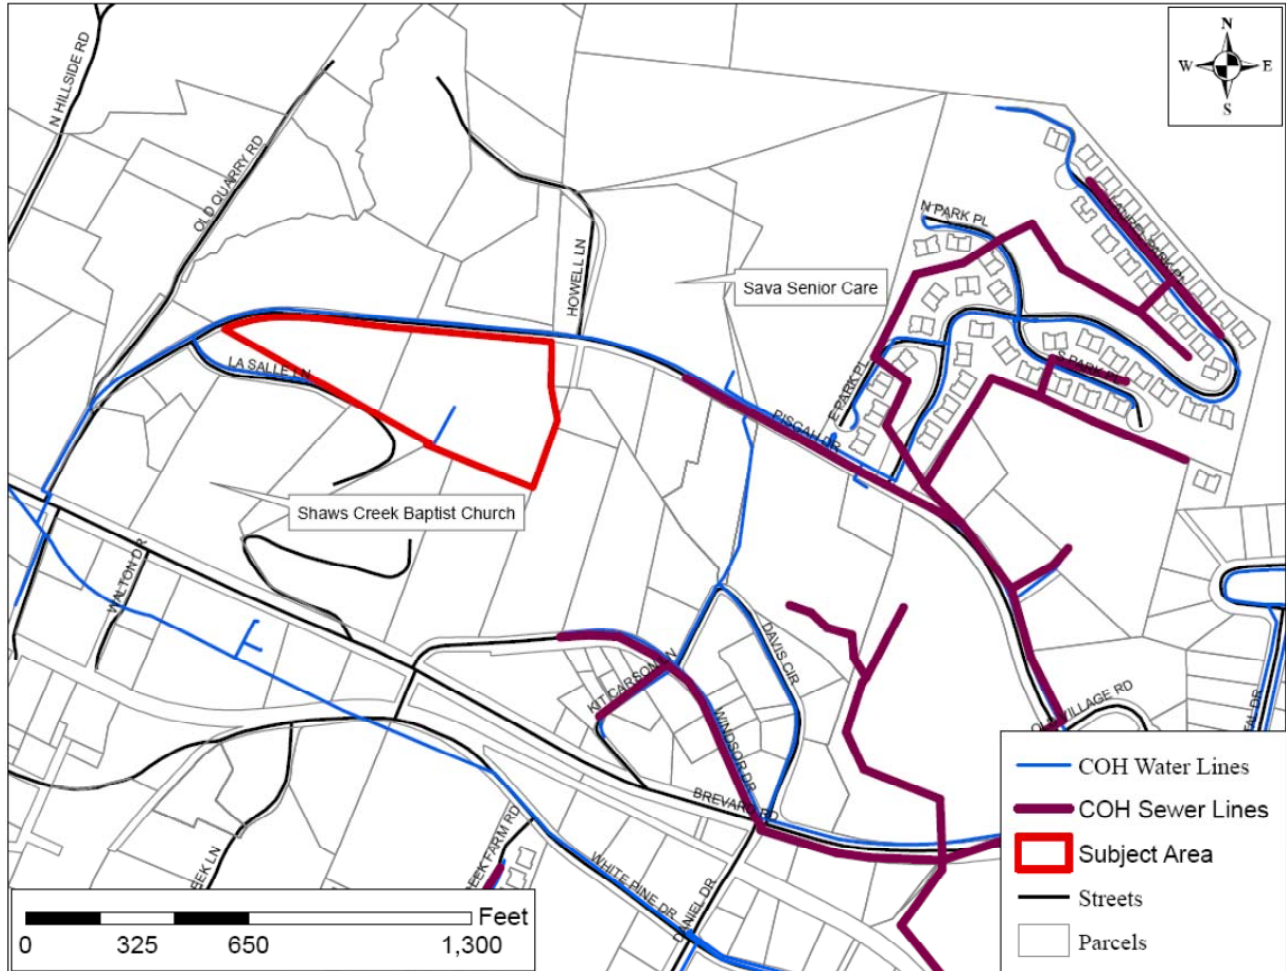 N
W E
S
N HILLSIDE RD
OLD QUARRY RD
HOWELL LN
N PARK PL
Sava Senior Care
LA SALLE LN
S PARK PL
E PARK PL
PISGAH DR
Shaws Creek Baptist Church
WALTON DR
KIT CARSON LN
DAVIS CIR
WINDSOR DR
OLD VILLAGE RD
BREVARD RD
EEK FARM RD
EEK LN
WHITE PINE DR
DANIEL DR
COH Water Lines
COH Sewer Lines
Subject Area
Streets
Parcels
Feet
0 325 650 1,300